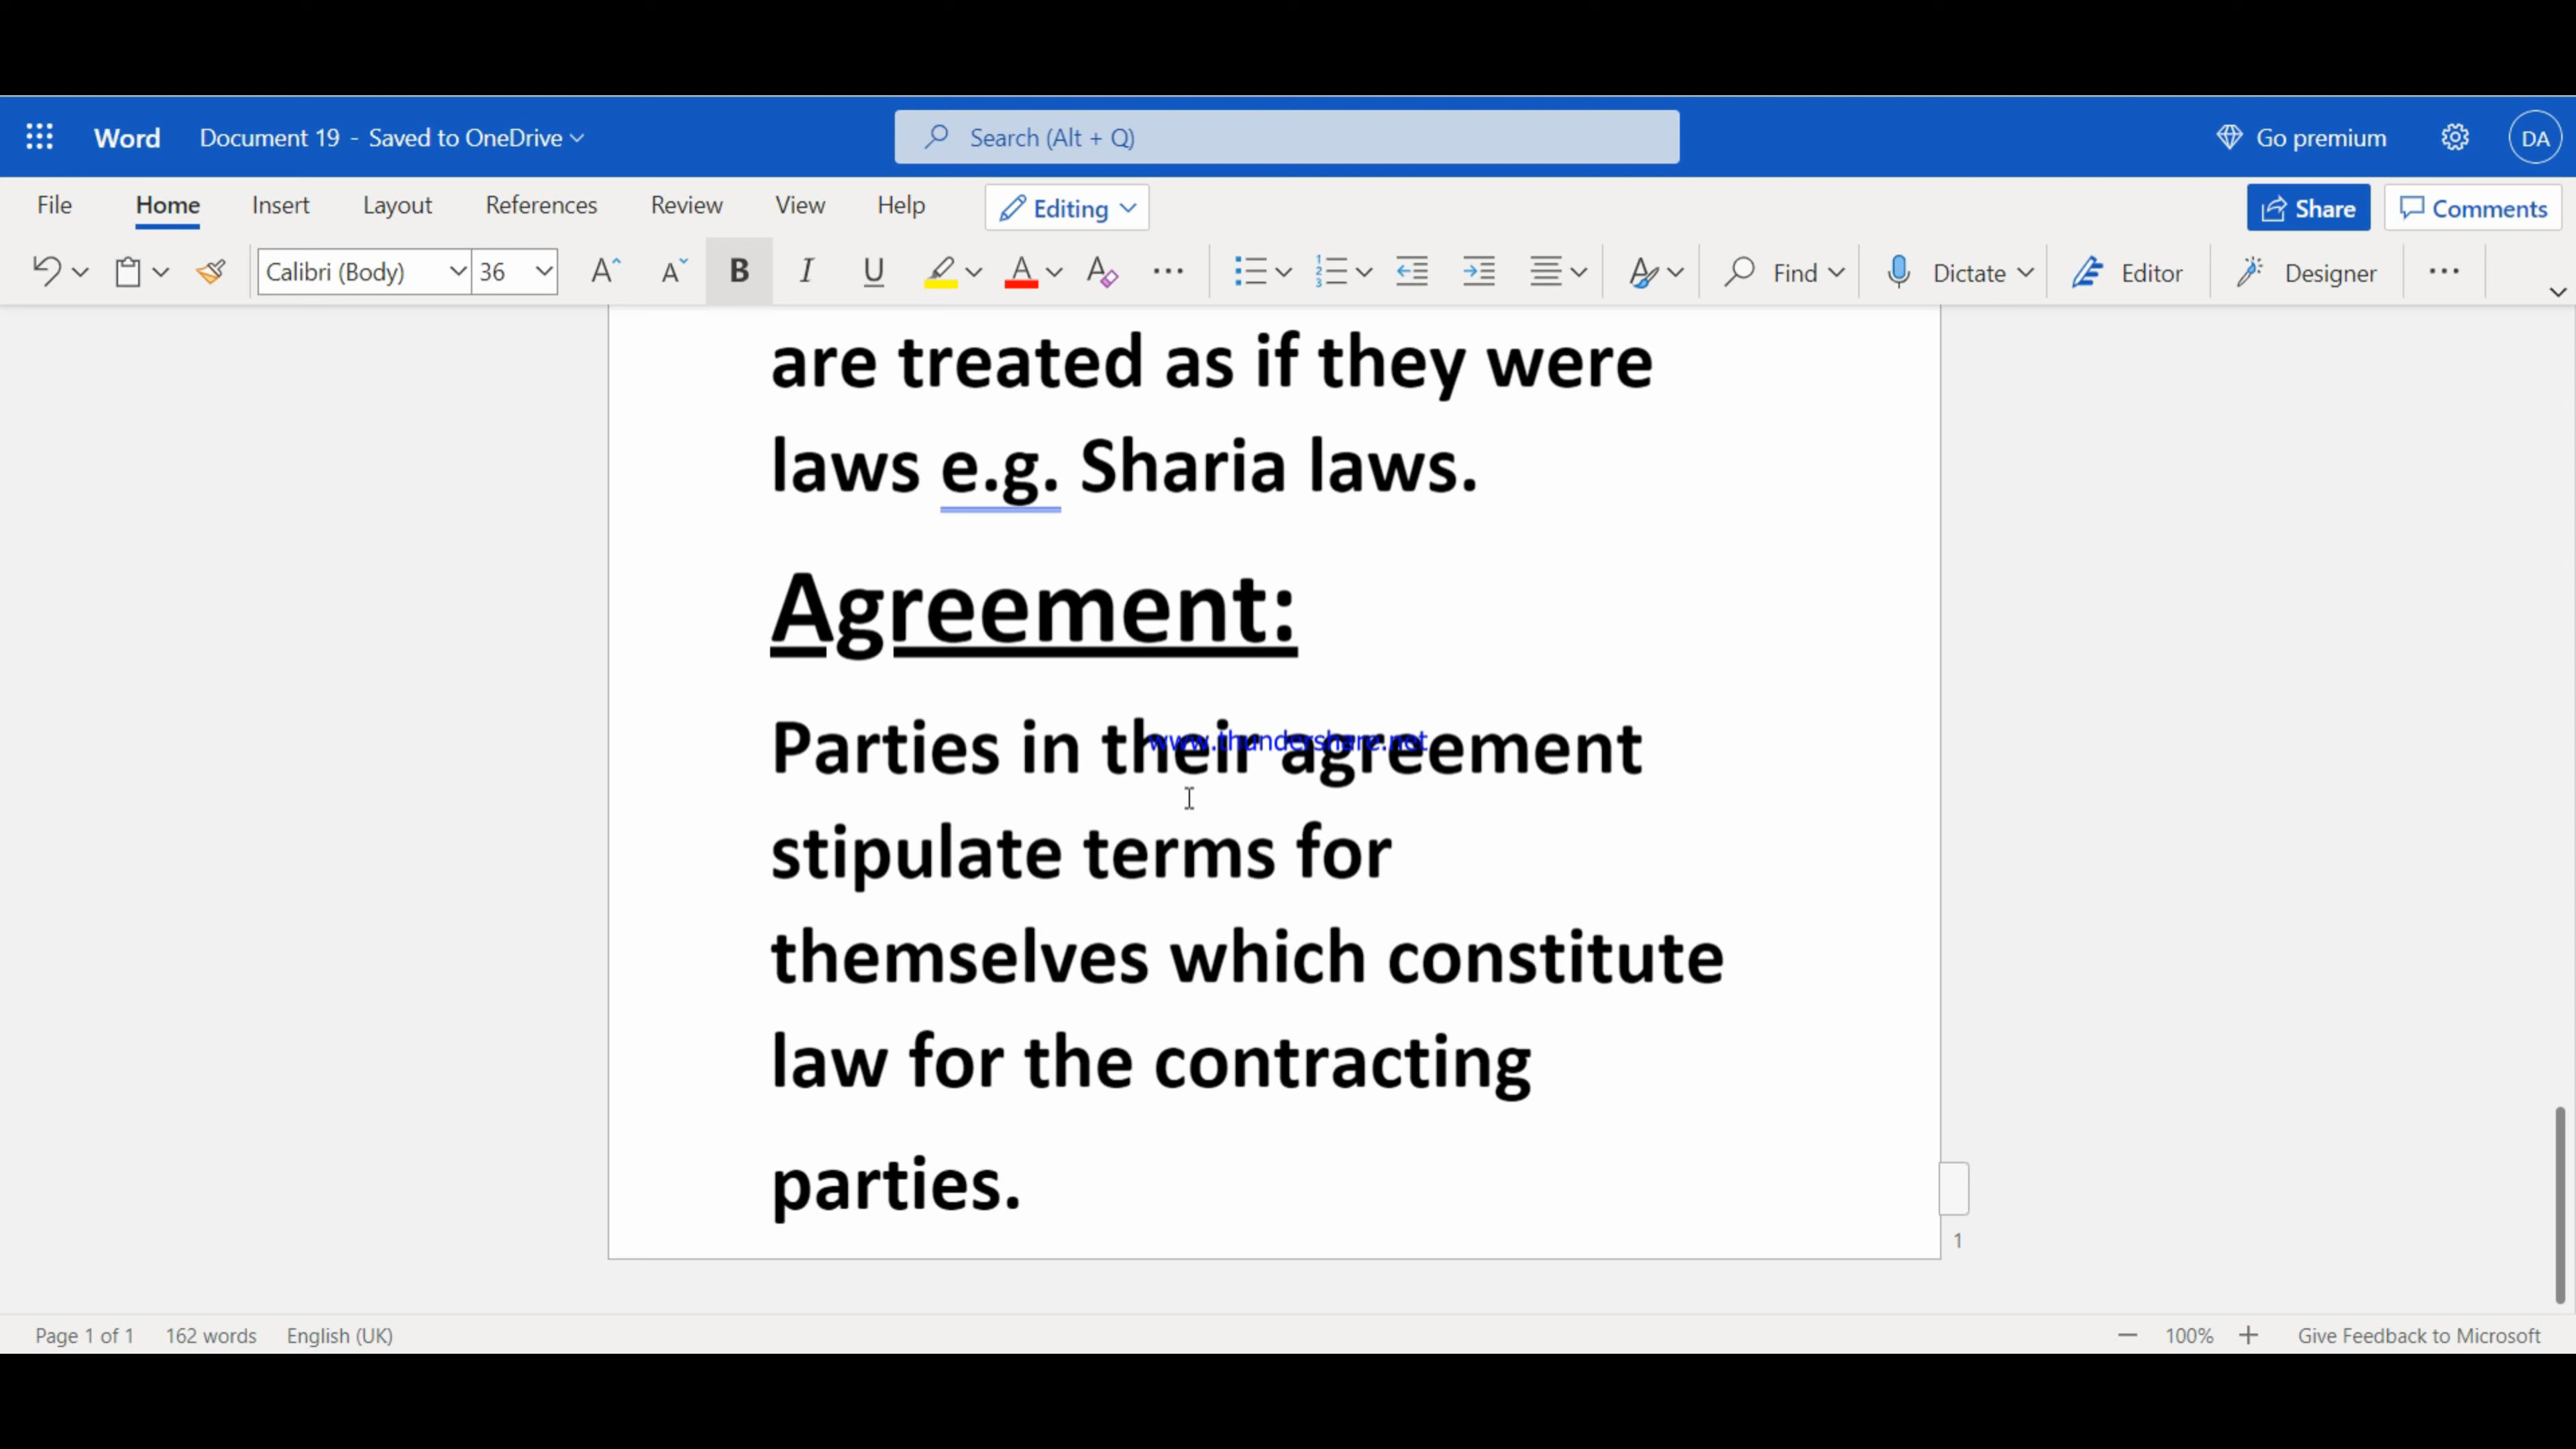 Word Document 19 - Saved to OneDrive Search (Alt + Q) Go premium DA
File Home Insert Layout References Review View Help Editing Share Comments
Calibri (Body) 36 B I U Find Dictate Editor Designer
are treated as if they were
laws e.g. Sharia laws.
Agreement:
Parties in their agreement
www.thundershare.net
stipulate terms for
themselves which constitute
law for the contracting
parties.
1
Page 1 of 1 162 words English (UK) 100% Give Feedback to Microsoft